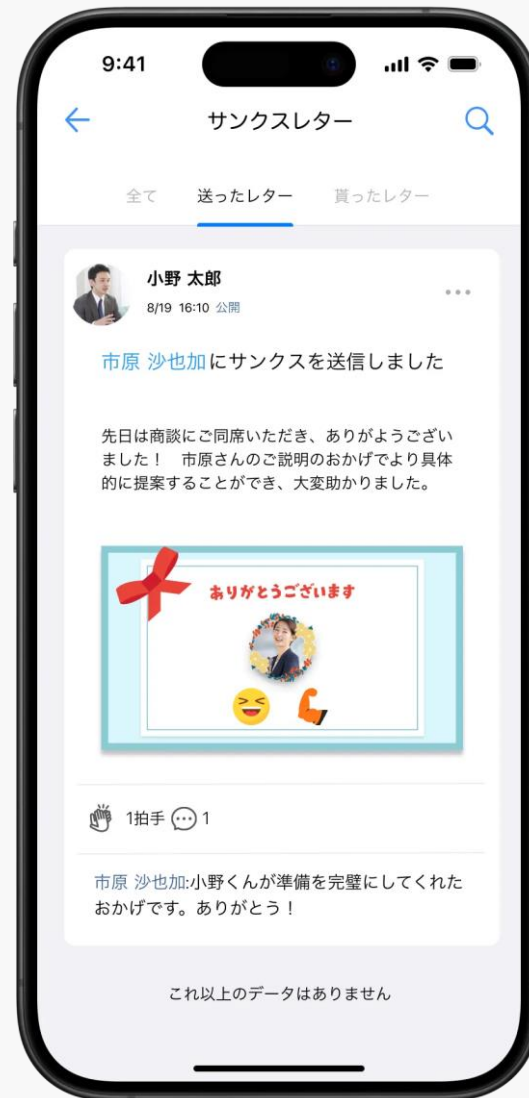 9:41
サンクスレター
全て 送ったレター 貰ったレター
小野 太郎
8/19 16:10 公開
市原 沙也加にサンクスを送信しました
先日は商談にご同席いただき、ありがようござい
ました！　市原さんのご説明のおかげでより具体
的に提案することができ、大変助かりました。
ありがとうございます
1拍手 1
市原 沙也加:小野くんが準備を完璧にしてくれた
おかげです。ありがとう！
これ以上のデータはありません